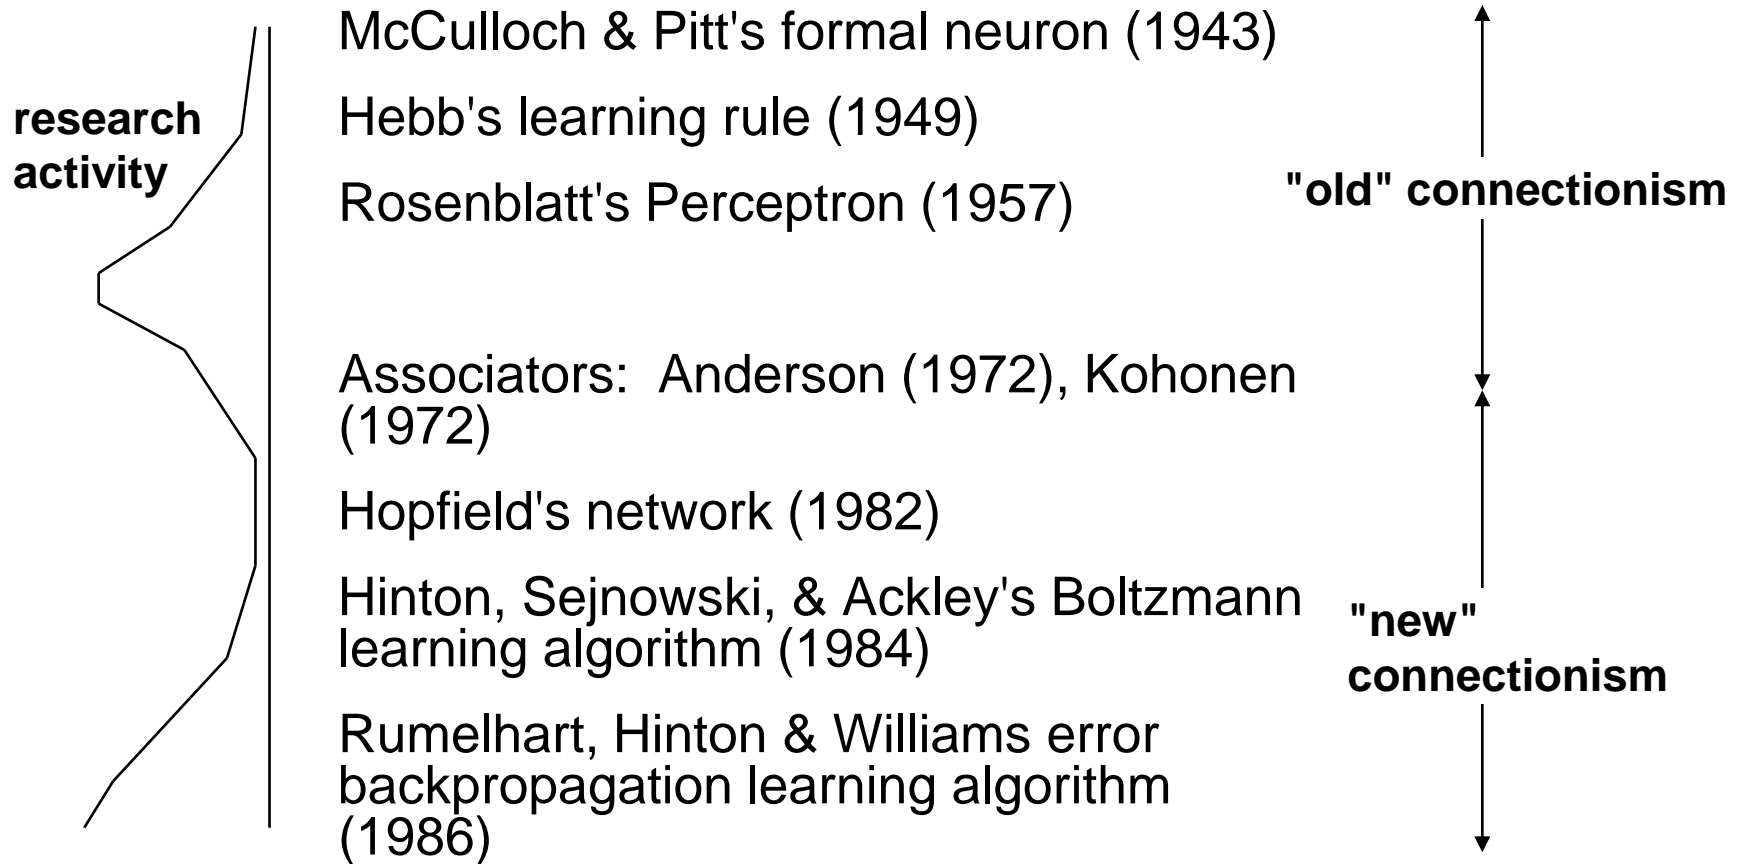 McCulloch & Pitt's formal neuron (1943)
research
activity
Hebb's learning rule (1949)
Rosenblatt's Perceptron (1957)
"old" connectionism
Associators:  Anderson (1972), Kohonen
(1972)
Hopfield's network (1982)
Hinton, Sejnowski, & Ackley's Boltzmann
learning algorithm (1984)
"new"
connectionism
Rumelhart, Hinton & Williams error
backpropagation learning algorithm
(1986)